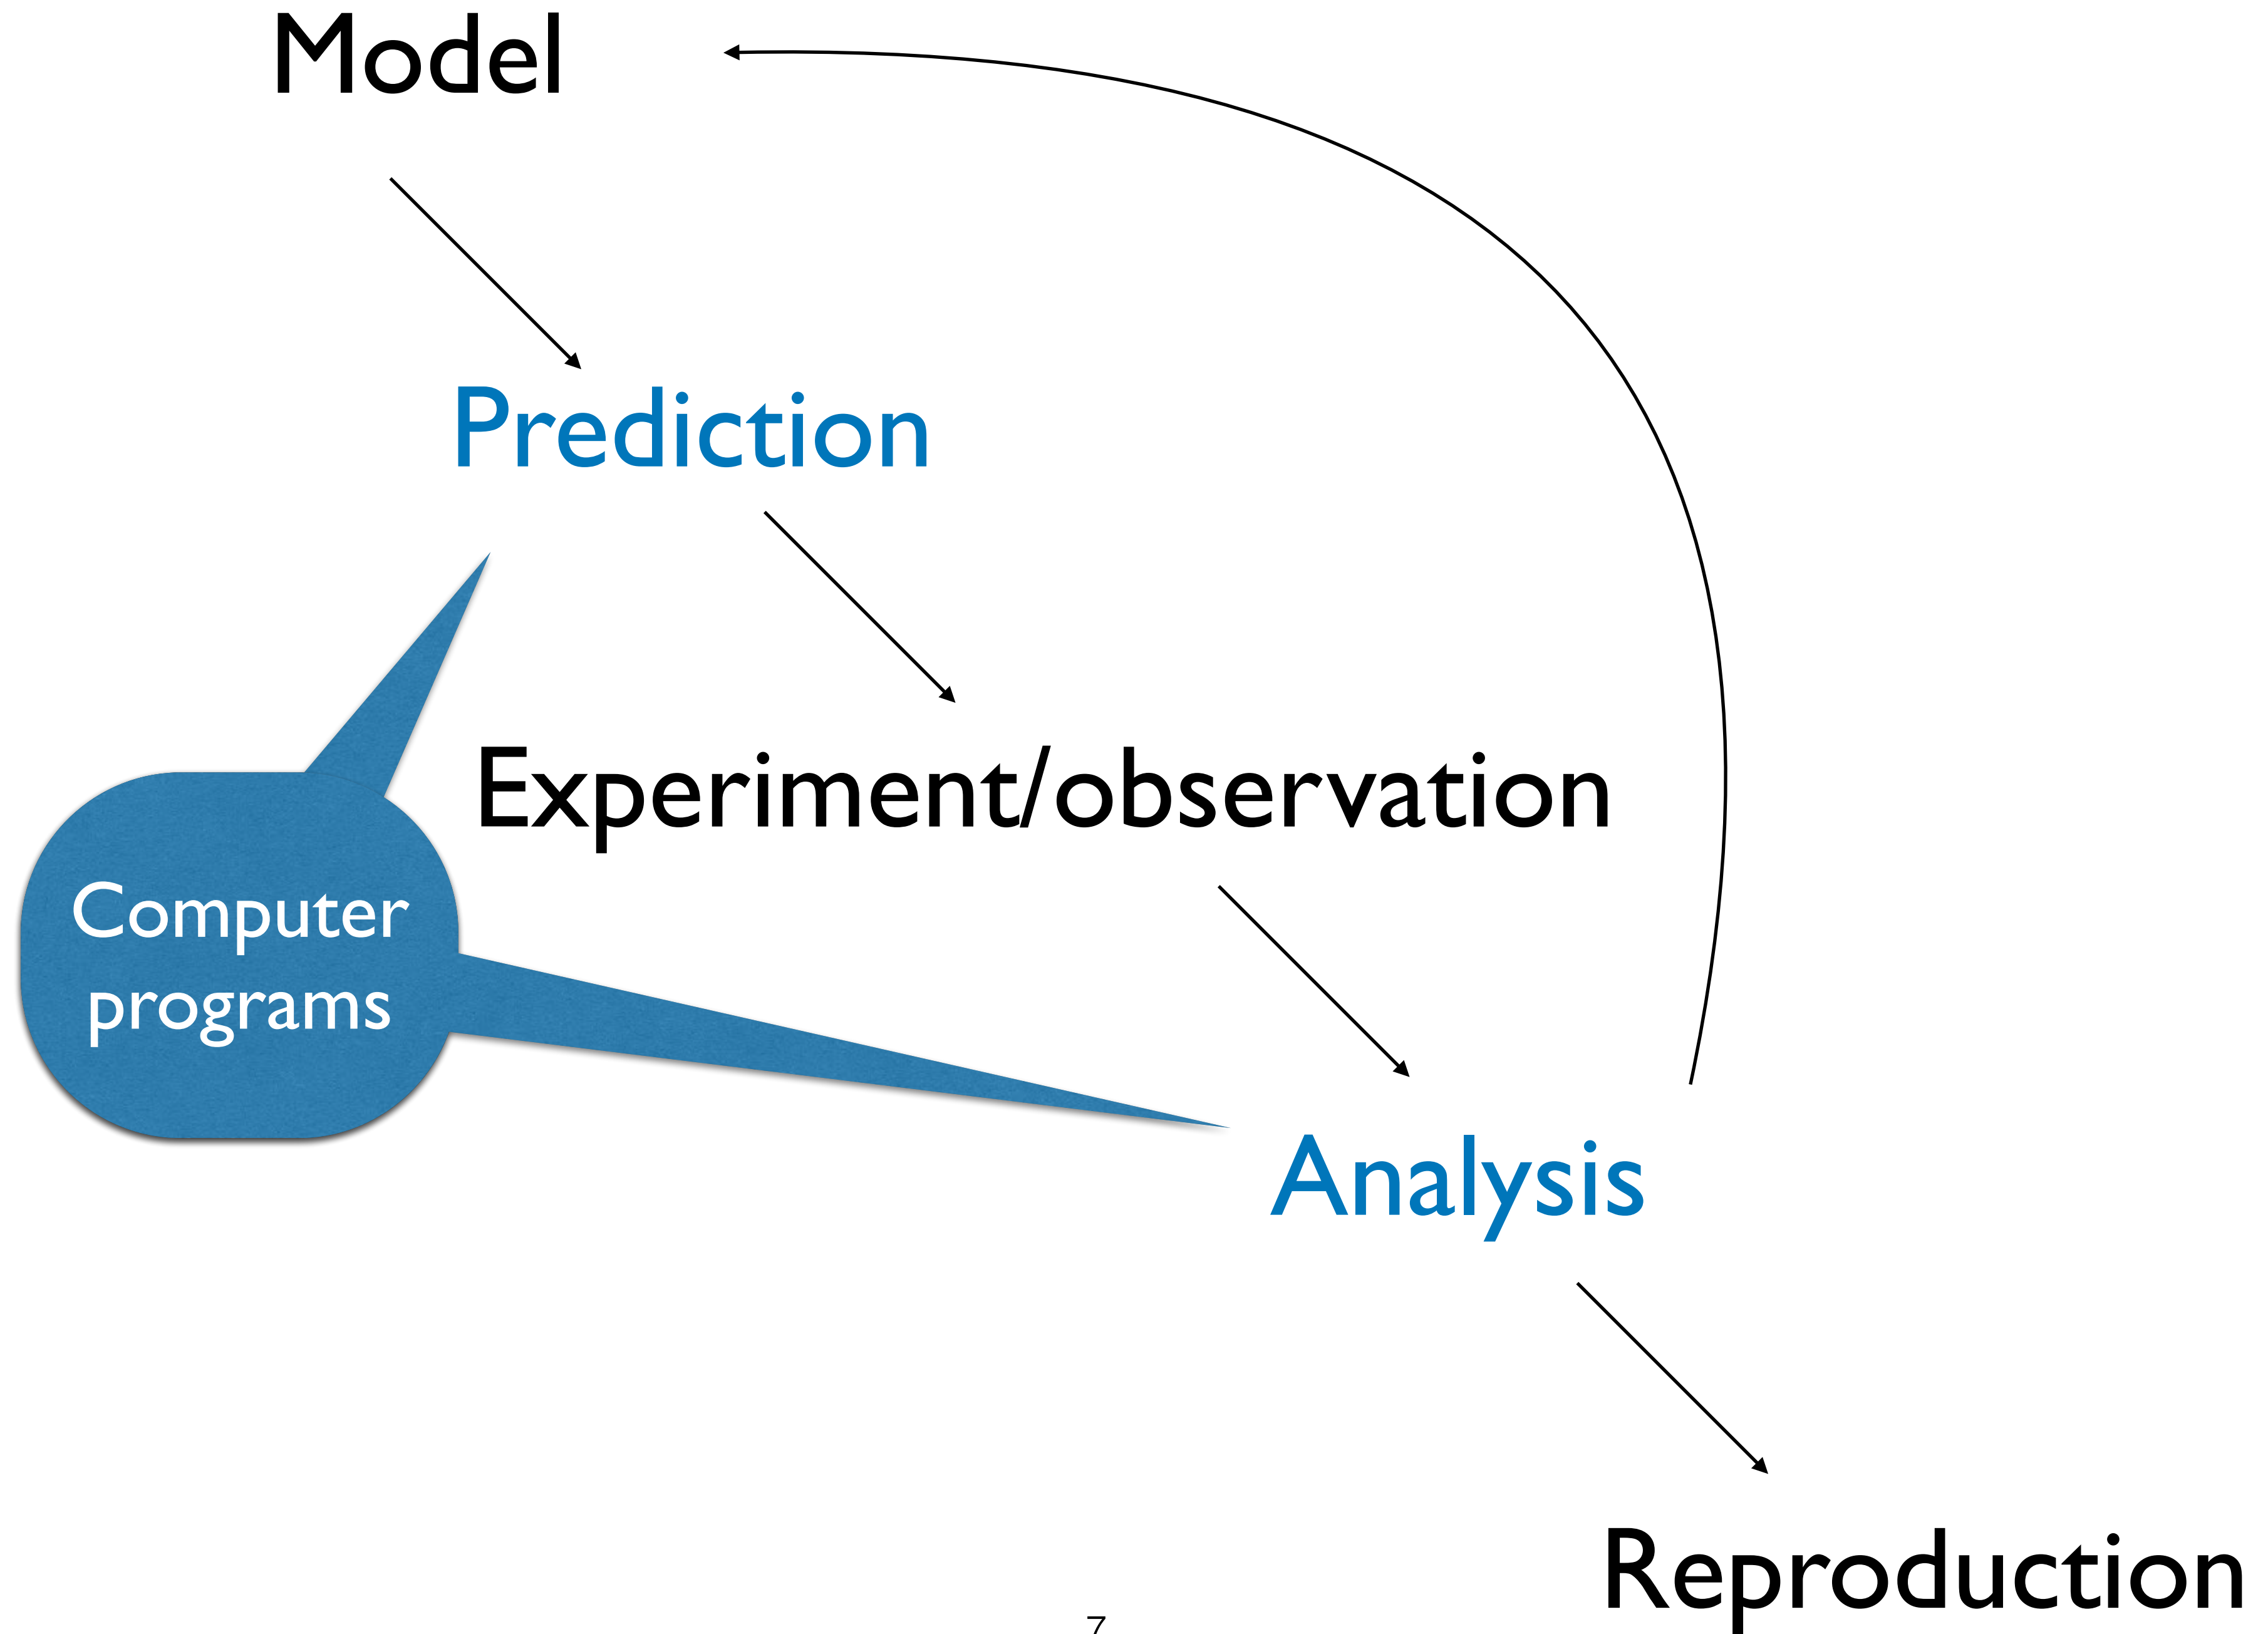 Model
Prediction
Experiment/observation
Computer
programs
Analysis
Reproduction
7